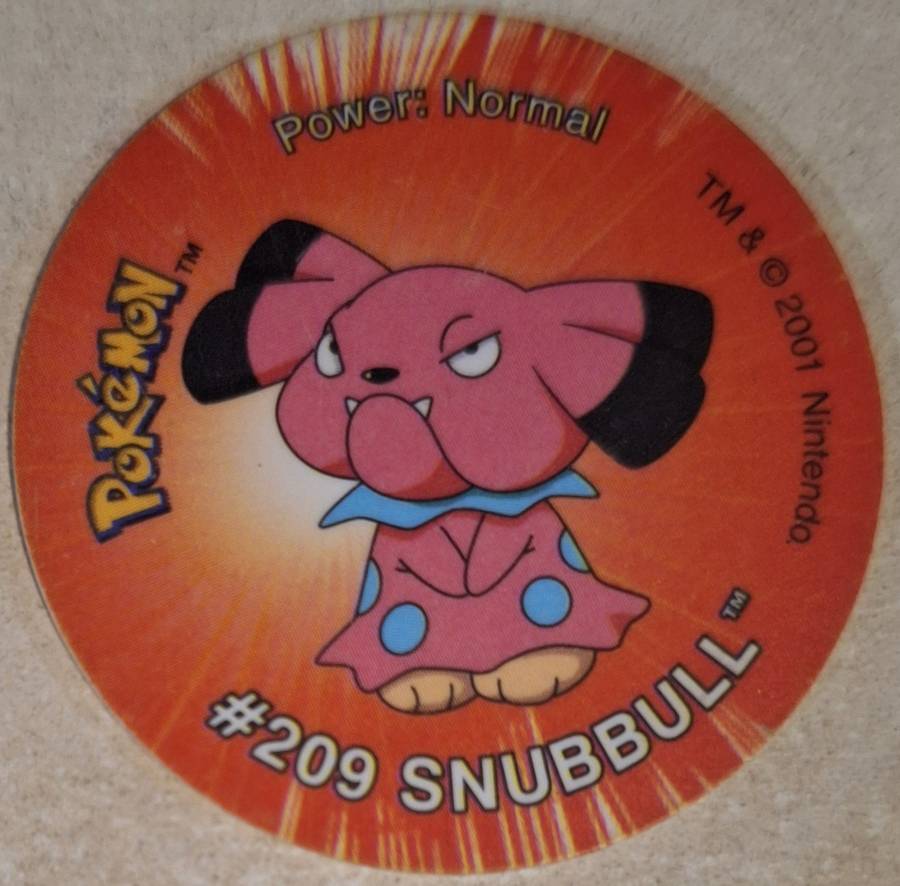 Power: Normal
POKéMON™
TM & © 2001 Nintendo.
#209 SNUBBULL™